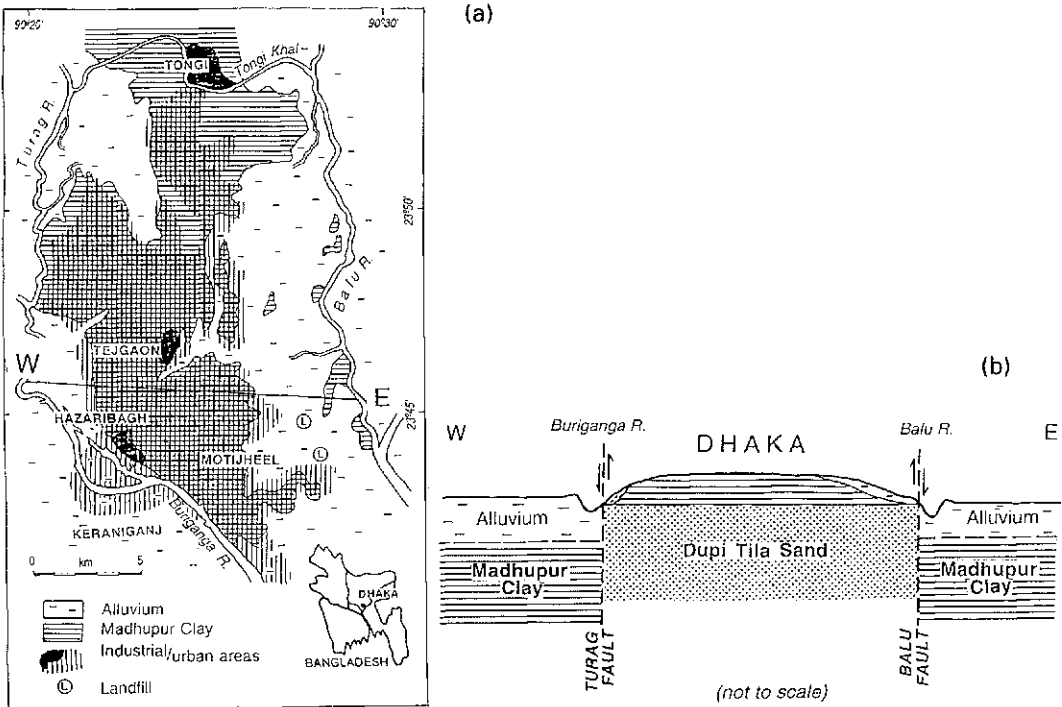 (a)
90°20'
90°30'
TONGI
Tongi Khal
Turag R.
23°50'
Balu R.
TEJGAON
W
E
23°45'
HAZARIBAGH
MOTIJHEEL
L
L
KERANIGANJ
Buriganga R.
0 km 5
DHAKA
BANGLADESH
Alluvium
Madhupur Clay
Industrial/urban areas
L Landfill
(b)
W
Buriganga R.
DHAKA
Balu R.
E
Alluvium
Dupi Tila Sand
Alluvium
Madhupur
Clay
Madhupur
Clay
TURAG
FAULT
BALU
FAULT
(not to scale)